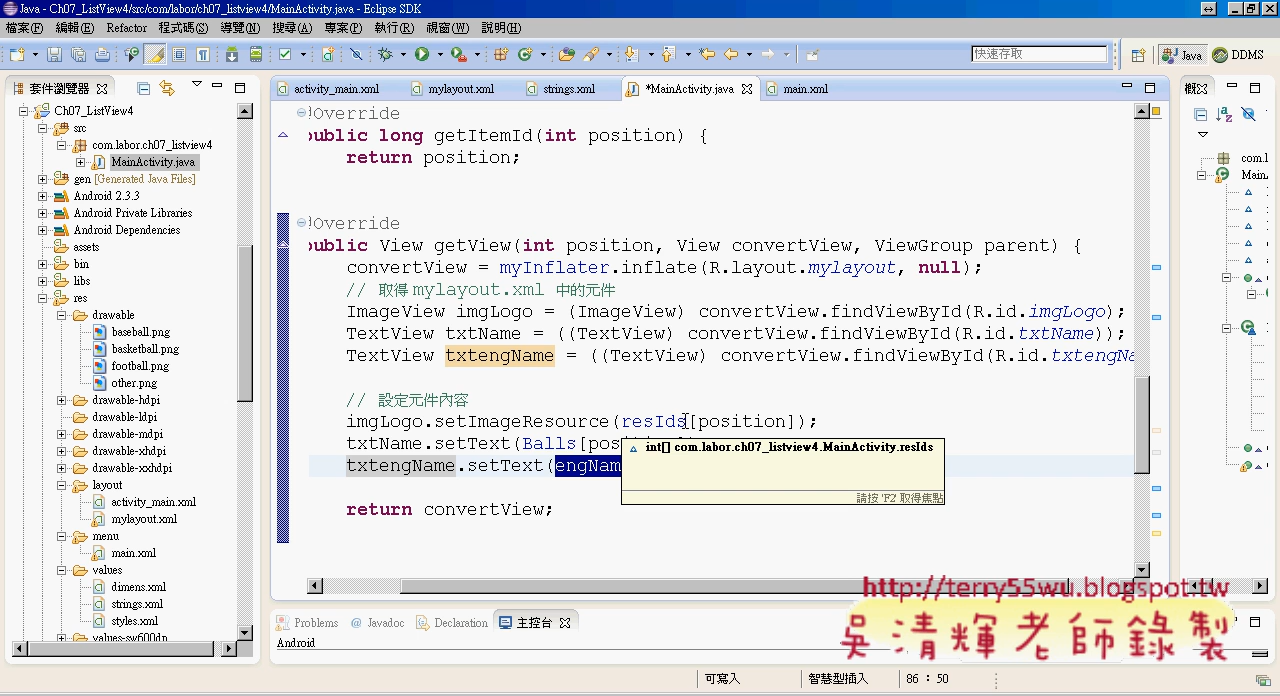 Java - Ch07_ListView4/src/com/labor/ch07_listview4/MainActivity.java - Eclipse SDK
檔案(F) 編輯(E) Refactor 程式碼(S) 導覽(N) 搜尋(A) 專案(P) 執行(R) 視窗(W) 說明(H)
快速存取 Java DDMS
套件瀏覽器
activity_main.xml mylayout.xml strings.xml *MainActivity.java main.xml
Ch07_ListView4
src
com.labor.ch07_listview4
MainActivity.java
gen [Generated Java Files]
Android 2.3.3
Android Private Libraries
Android Dependencies
assets
bin
libs
res
drawable
baseball.png
basketball.png
football.png
other.png
drawable-hdpi
drawable-ldpi
drawable-mdpi
drawable-xhdpi
drawable-xxhdpi
layout
activity_main.xml
mylayout.xml
menu
main.xml
values
dimens.xml
strings.xml
styles.xml
values-sw600dp
Override
public long getItemId(int position) {
return position;
Override
public View getView(int position, View convertView, ViewGroup parent) {
convertView = myInflater.inflate(R.layout.mylayout, null);
// 取得 mylayout.xml 中的元件
ImageView imgLogo = (ImageView) convertView.findViewById(R.id.imgLogo);
TextView txtName = ((TextView) convertView.findViewById(R.id.txtName));
TextView txtengName = ((TextView) convertView.findViewById(R.id.txtengNa
// 設定元件內容
imgLogo.setImageResource(resIds[position]);
txtName.setText(Balls[pos
txtengName.setText(engNam
int[] com.labor.ch07_listview4.MainActivity.resIds
請按 'F2' 取得焦點
return convertView;
概
com.l
Main
Problems @ Javadoc Declaration 主控台
Android
可寫入 智慧型插入 86 : 50
http://terry55wu.blogspot.tw
吳清輝老師錄製